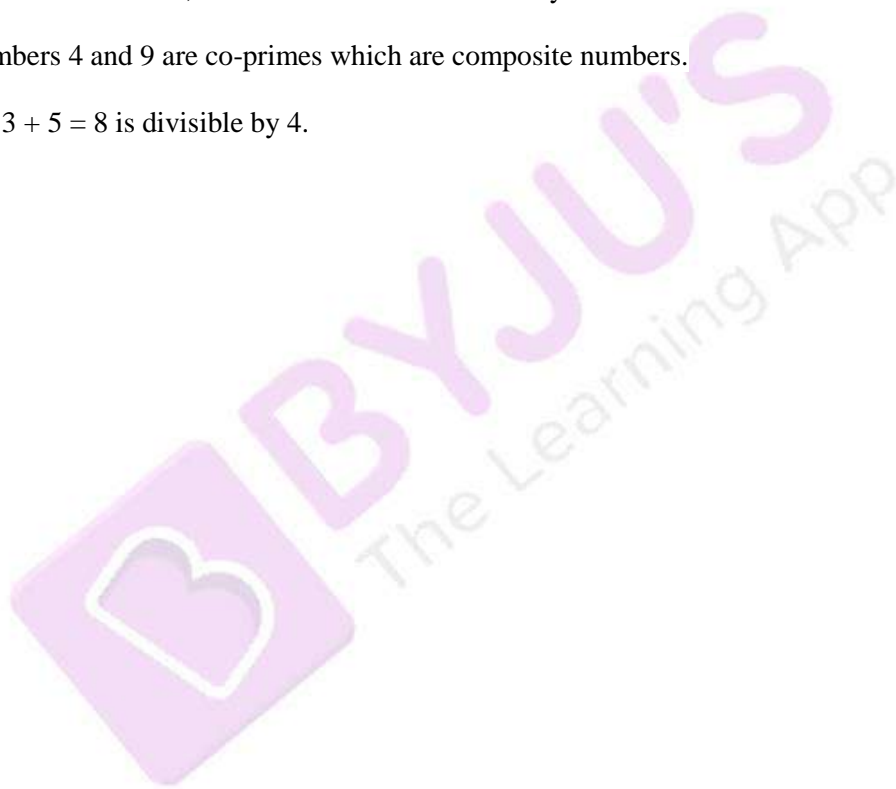 mbers 4 and 9 are co-primes which are composite numbers.
3 + 5 = 8 is divisible by 4.
B BYJU'S
The Learning App